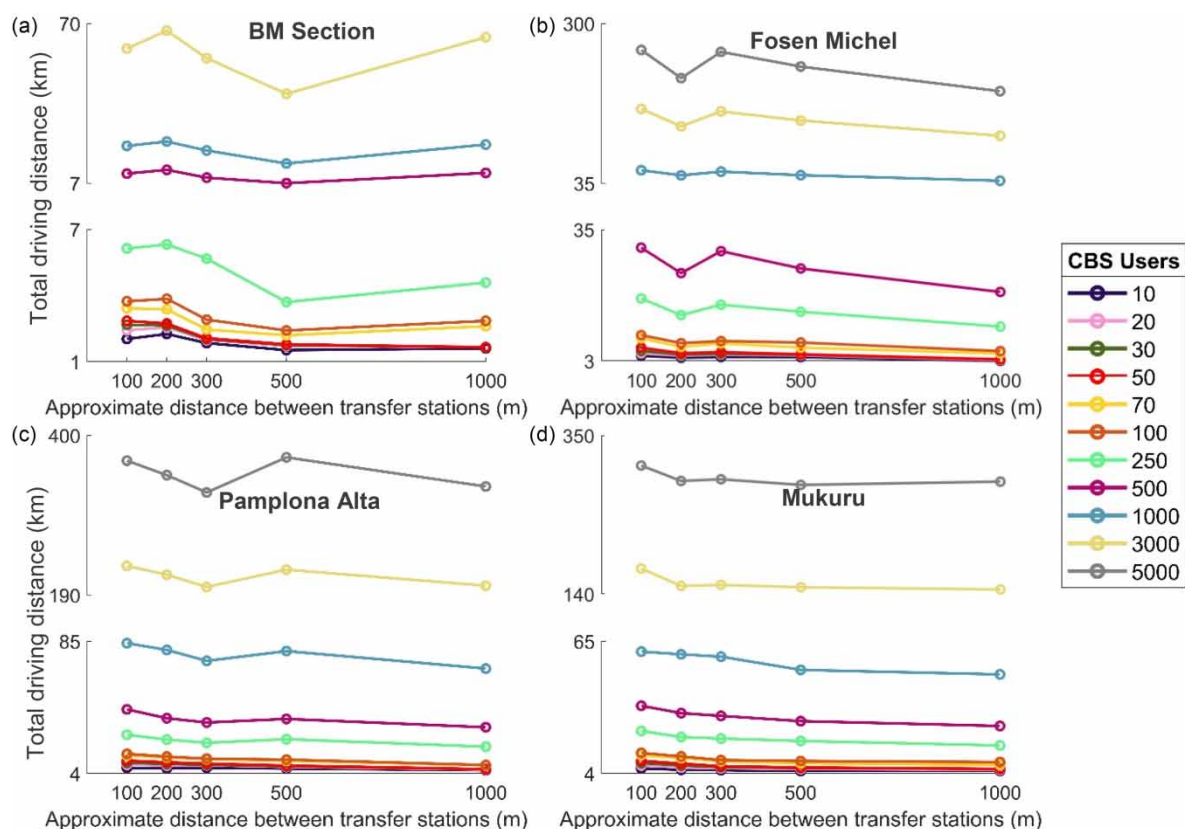 (a)
BM Section
70
7
7
1
Total driving distance (km)
100 200 300 500 1000
Approximate distance between transfer stations (m)
(b)
Fosen Michel
300
35
35
3
100 200 300 500 1000
Approximate distance between transfer stations (m)
(c)
Pamplona Alta
400
190
85
4
Total driving distance (km)
100 200 300 500 1000
Approximate distance between transfer stations (m)
(d)
Mukuru
350
140
65
4
100 200 300 500 1000
Approximate distance between transfer stations (m)
CBS Users
10
20
30
50
70
100
250
500
1000
3000
5000